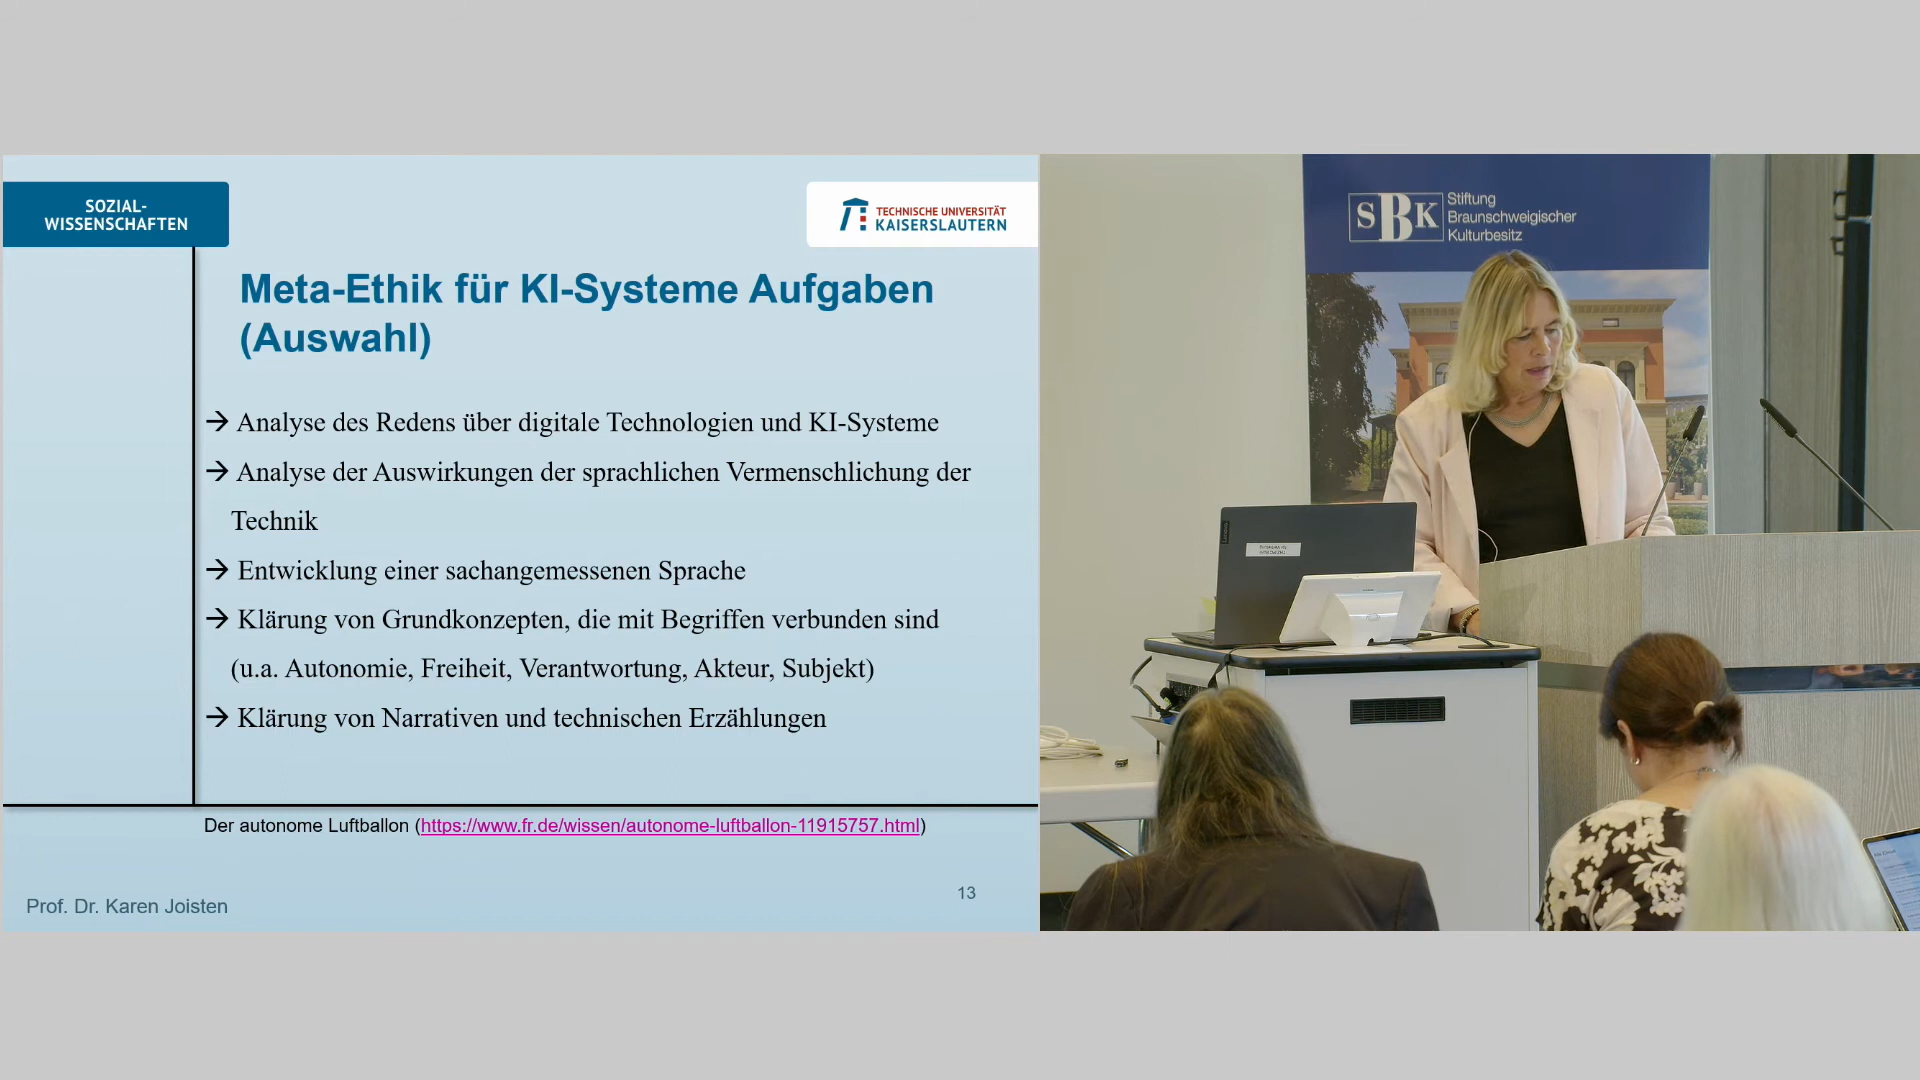 SOZIAL-
WISSENSCHAFTEN
TECHNISCHE UNIVERSITÄT
KAISERSLAUTERN
Meta-Ethik für KI-Systeme Aufgaben
(Auswahl)
→ Analyse des Redens über digitale Technologien und KI-Systeme
→ Analyse der Auswirkungen der sprachlichen Vermenschlichung der
Technik
→ Entwicklung einer sachangemessenen Sprache
→ Klärung von Grundkonzepten, die mit Begriffen verbunden sind
(u.a. Autonomie, Freiheit, Verantwortung, Akteur, Subjekt)
→ Klärung von Narrativen und technischen Erzählungen
Der autonome Luftballon (https://www.fr.de/wissen/autonome-luftballon-11915757.html)
13
Prof. Dr. Karen Joisten
SBK
Stiftung
Braunschweigischer
Kulturbesitz